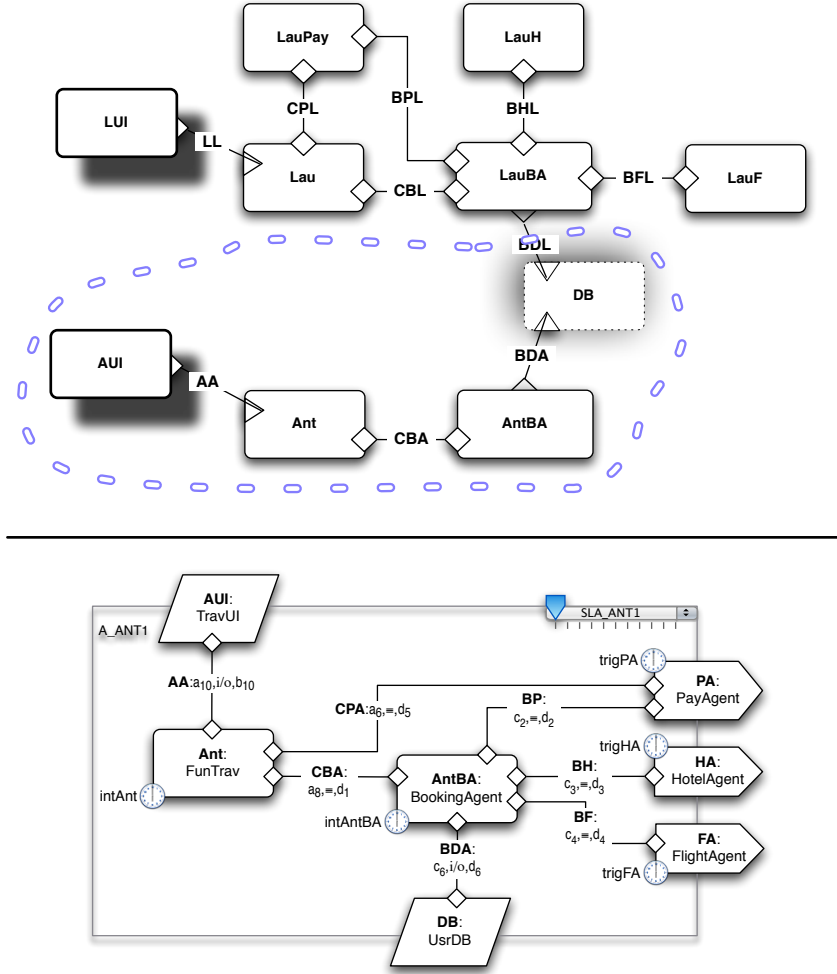 LauPay
LauH
BPL
LUI
CPL
BHL
LL
Lau
CBL
LauBA
BFL
LauF
BDL
DB
AUI
BDA
AA
Ant
CBA
AntBA
AUI:
TravUI
SLA_ANT1
A_ANT1
trigPA
PA:
PayAgent
AA:a10,i/o,b10
CPA:a6,=,d5
BP:
c2,=,d2
trigHA
Ant:
FunTrav
CBA:
a8,=,d1
AntBA:
BookingAgent
BH:
c3,=,d3
HA:
HotelAgent
intAnt
intAntBA
BF:
c4,=,d4
FA:
FlightAgent
BDA:
c6,i/o,d6
trigFA
DB:
UsrDB